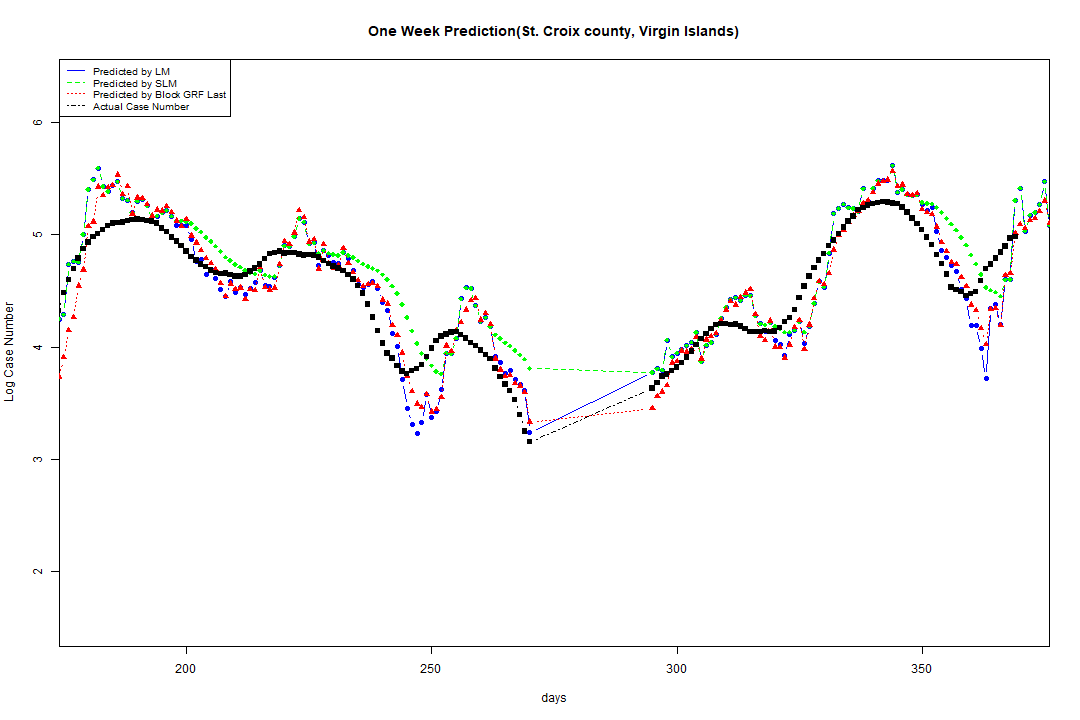 One Week Prediction(St. Croix county, Virgin Islands)
Predicted by LM
Predicted by SLM
Predicted by Block GRF Last
Actual Case Number
Log Case Number
6
5
4
3
2
200
250
300
350
days